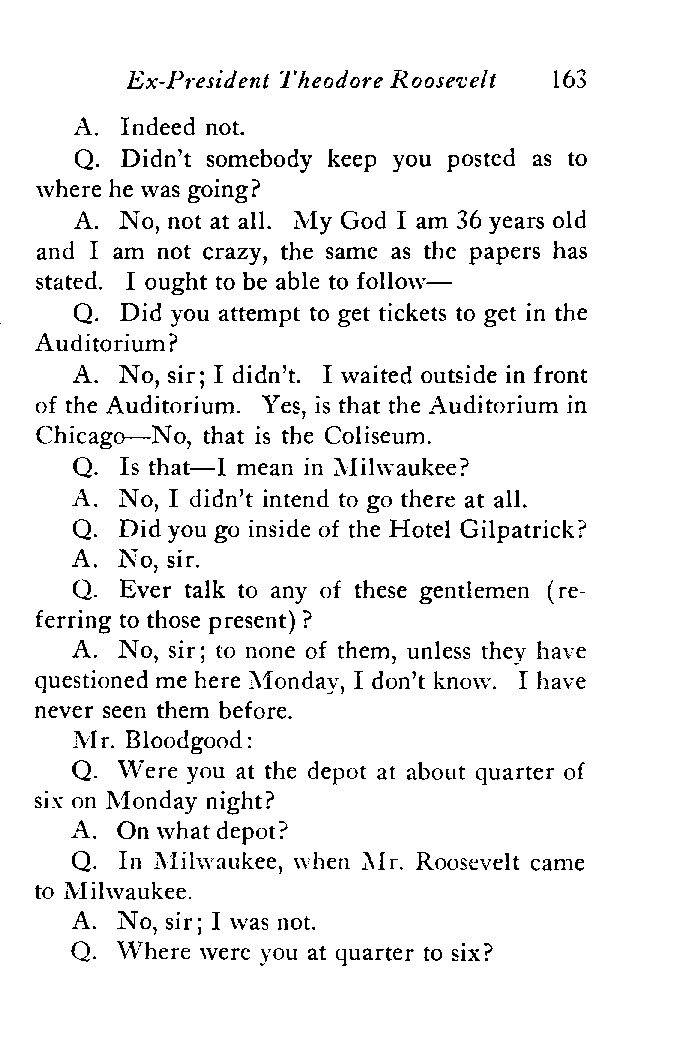 Ex-President Theodore Roosevelt 163
A. Indeed not.
Q. Didn't somebody keep you posted as to
where he was going?
A. No, not at all. My God I am 36 years old
and I am not crazy, the same as the papers has
stated. I ought to be able to follow—
Q. Did you attempt to get tickets to get in the
Auditorium?
A. No, sir; I didn't. I waited outside in front
of the Auditorium. Yes, is that the Auditorium in
Chicago—No, that is the Coliseum.
Q. Is that—I mean in Milwaukee?
A. No, I didn't intend to go there at all.
Q. Did you go inside of the Hotel Gilpatrick?
A. No, sir.
Q. Ever talk to any of these gentlemen (re-
ferring to those present)?
A. No, sir; to none of them, unless they have
questioned me here Monday, I don't know. I have
never seen them before.
Mr. Bloodgood:
Q. Were you at the depot at about quarter of
six on Monday night?
A. On what depot?
Q. In Milwaukee, when Mr. Roosevelt came
to Milwaukee.
A. No, sir; I was not.
Q. Where were you at quarter to six?